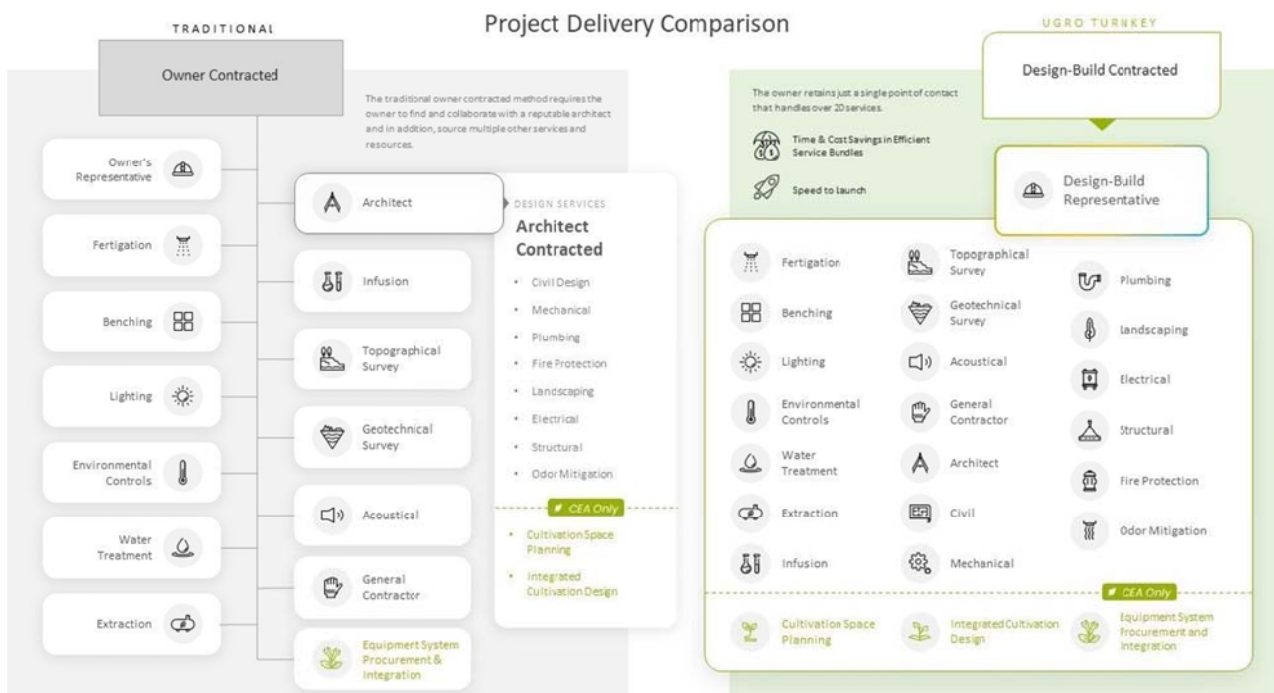 Project Delivery Comparison
TRADITIONAL
Owner Contracted
The traditional owner contracted method requires the
owner to find and collaborate with a reputable architect
and in addition, source multiple other services and
resources.
Owner's
Representative
Fertigation
Benching
Lighting
Environmental
Controls
Water
Treatment
Extraction
Architect
Infusion
Topographical
Survey
Geotechnical
Survey
Acoustical
General
Contractor
Equipment System
Procurement &
Integration
DESIGN SERVICES
Architect
Contracted
• Civil Design
• Mechanical
• Plumbing
• Fire Protection
• Landscaping
• Electrical
• Structural
• Odor Mitigation
CEA Only
• Cultivation Space
Planning
• Integrated
Cultivation Design
UGRO TURNKEY
Design-Build Contracted
The owner retains just a single point of contact
that handles over 20 services.
Time & Cost Savings in Efficient
Service Bundles
Speed to launch
Design-Build
Representative
Fertigation
Benching
Lighting
Environmental
Controls
Water
Treatment
Extraction
Infusion
Topographical
Survey
Geotechnical
Survey
Acoustical
General
Contractor
Architect
Civil
Mechanical
Plumbing
Landscaping
Electrical
Structural
Fire Protection
Odor Mitigation
CEA Only
Cultivation Space
Planning
Integrated Cultivation
Design
Equipment System
Procurement and
Integration